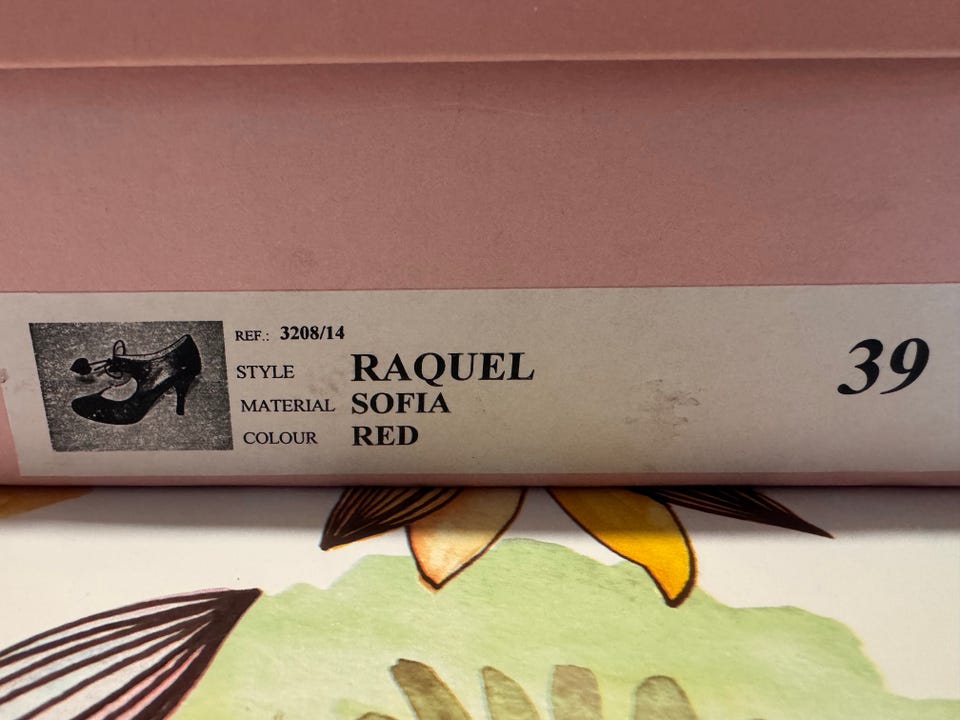 REF.: 3208/14
STYLE RAQUEL
MATERIAL SOFIA
COLOUR RED
39